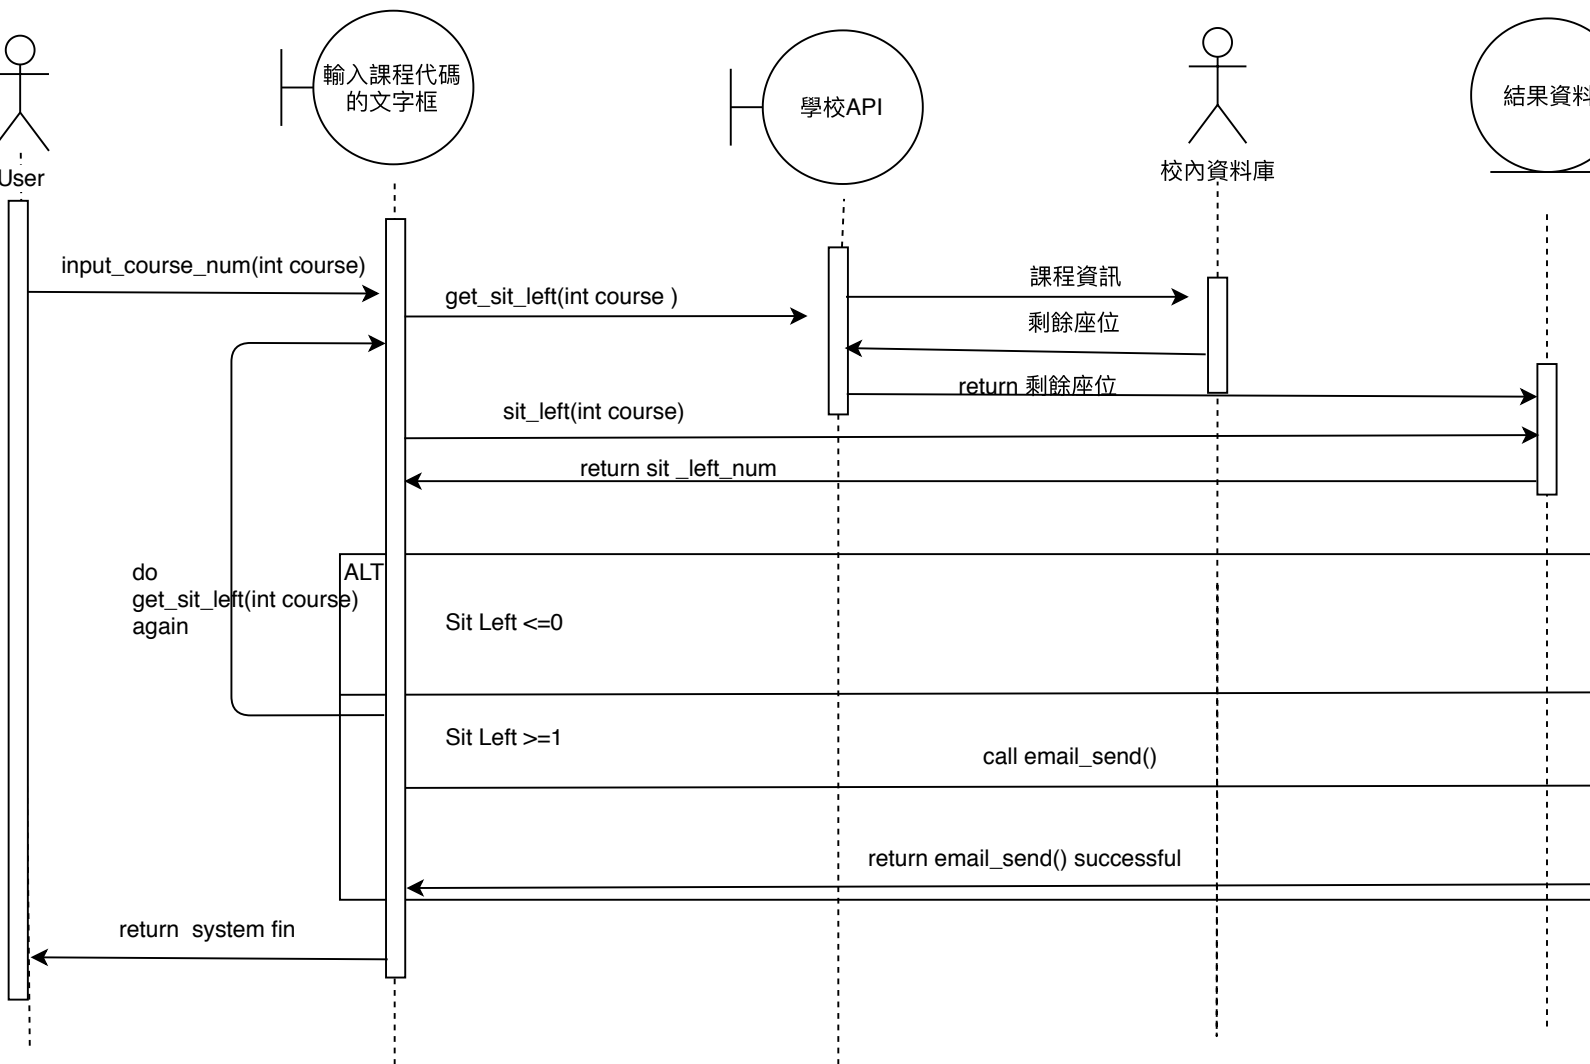 輸入課程代碼
的文字框
學校API
結果資料
校內資料庫
User
input_course_num(int course)
get_sit_left(int course )
課程資訊
剩餘座位
return 剩餘座位
sit_left(int course)
return sit _left_num
do
get_sit_left(int course)
again
ALT
Sit Left <=0
Sit Left >=1
call email_send()
return email_send() successful
return  system fin